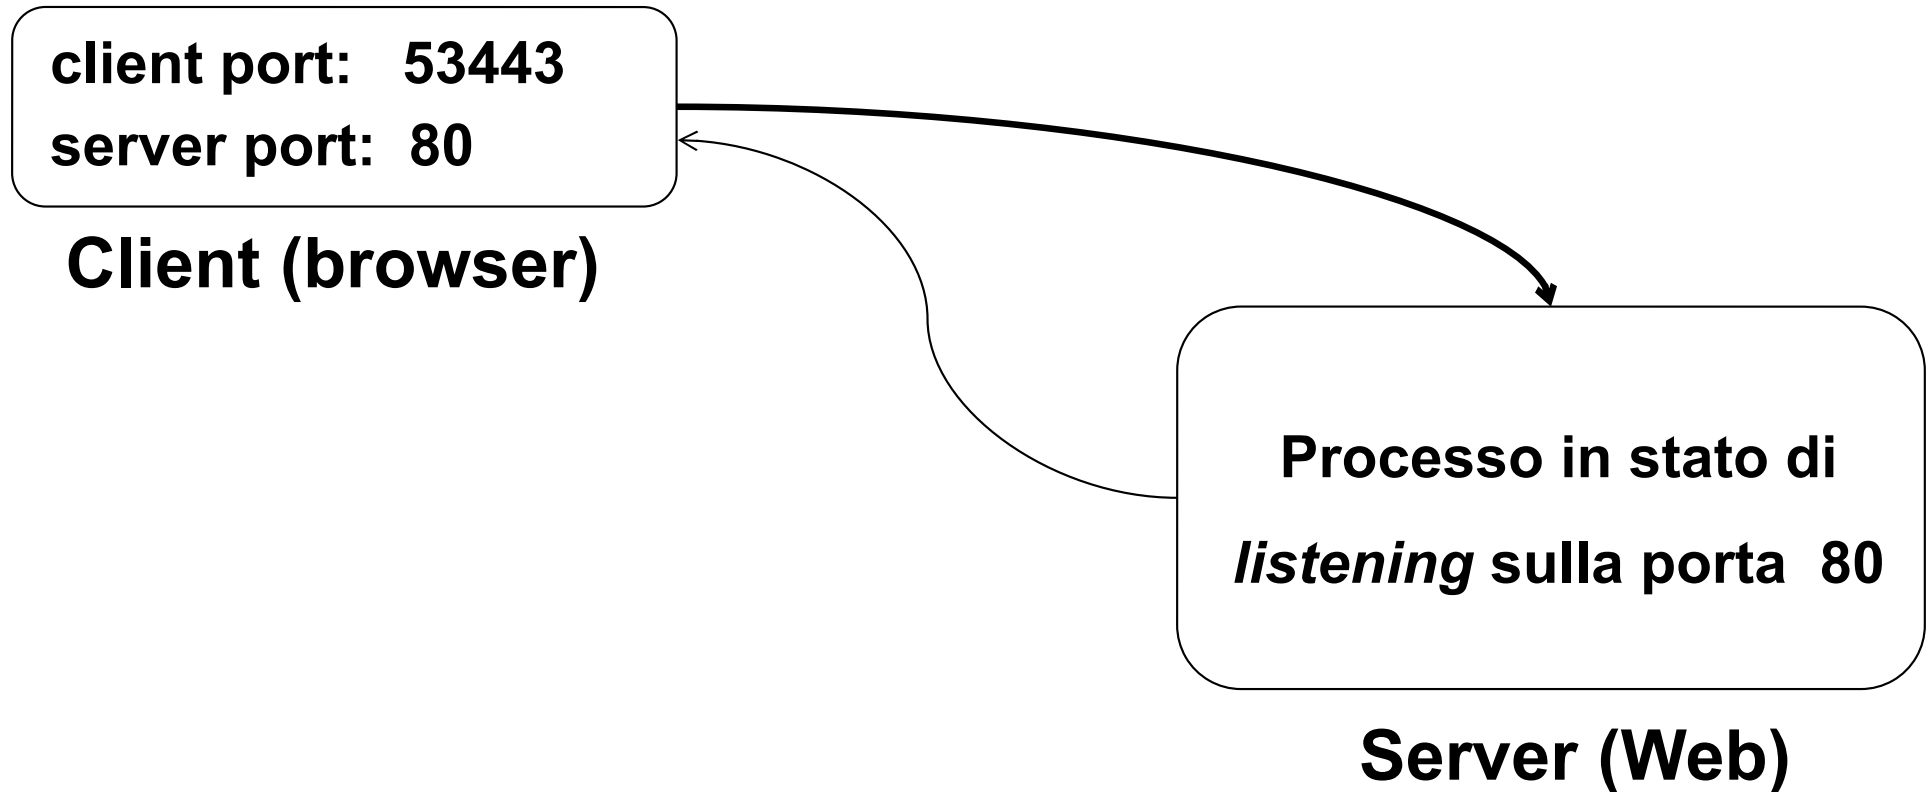 client port: 53443
server port: 80
Client (browser)
Processo in stato di
listening sulla porta 80
Server (Web)